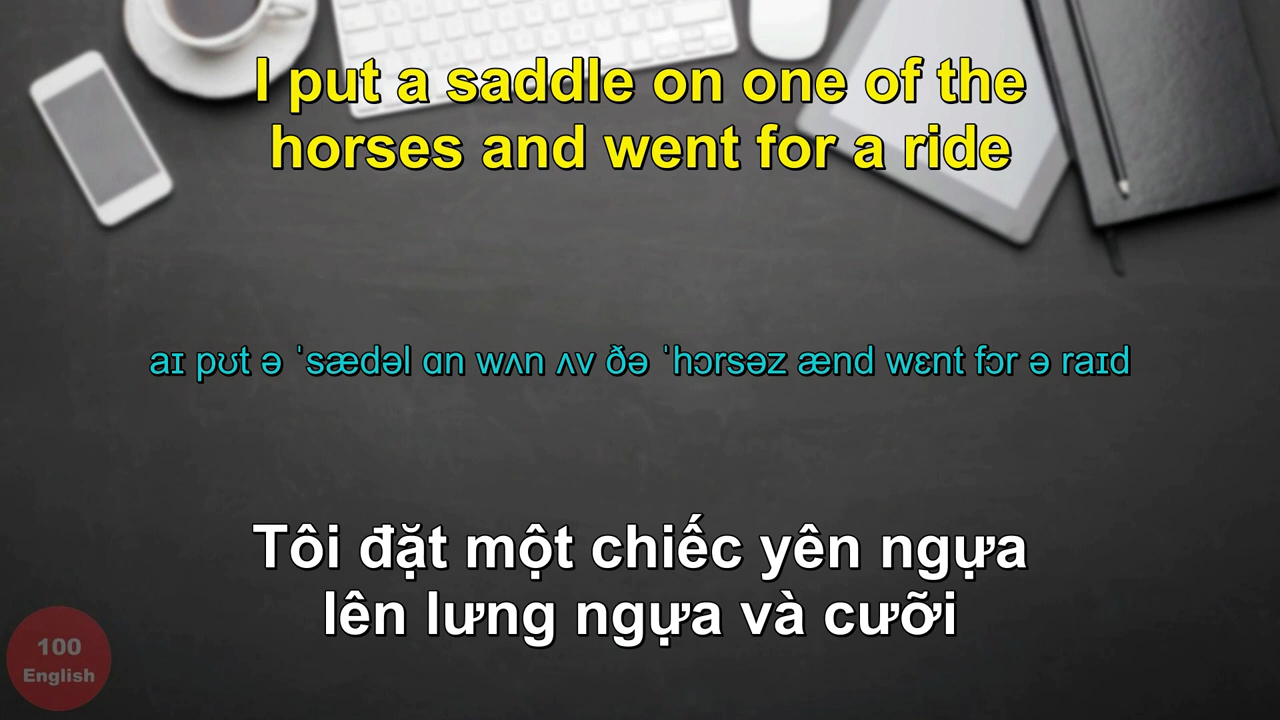 I put a saddle on one of the
horses and went for a ride
aɪ pʊt ə ˈsædəl ɑn wʌn ʌv ðə ˈhɔrsəz ænd wɛnt fɔr ə raɪd
Tôi đặt một chiếc yên ngựa
lên lưng ngựa và cưỡi
100
English